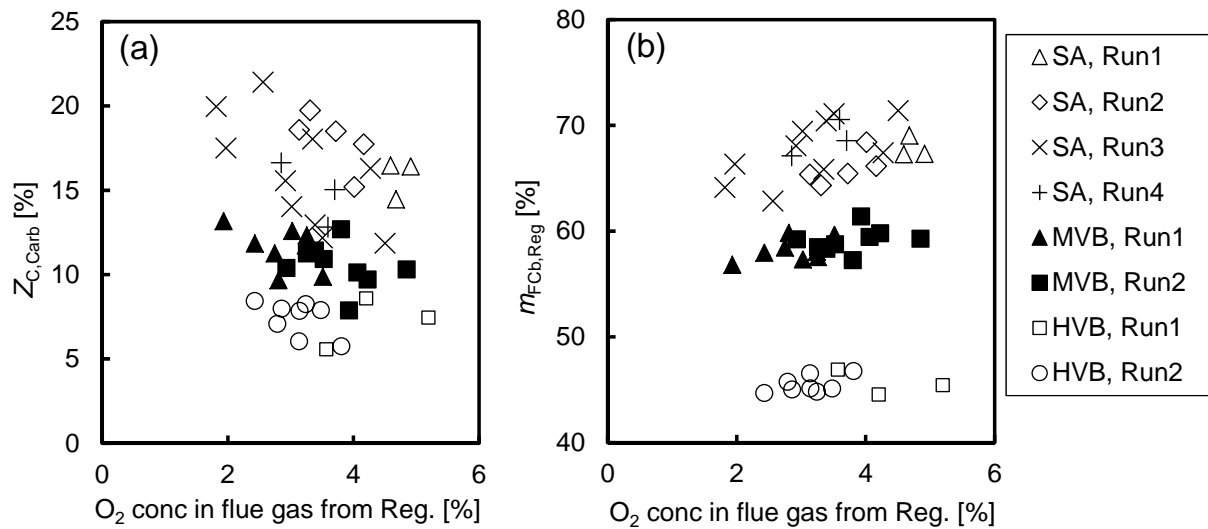 (a)
25
20
15
10
5
0
Z_C,Carb [%]
0 2 4 6
O₂ conc in flue gas from Reg. [%]
(b)
80
70
60
50
40
m_FCb,Reg [%]
0 2 4 6
O₂ conc in flue gas from Reg. [%]
SA, Run1
SA, Run2
SA, Run3
SA, Run4
MVB, Run1
MVB, Run2
HVB, Run1
HVB, Run2